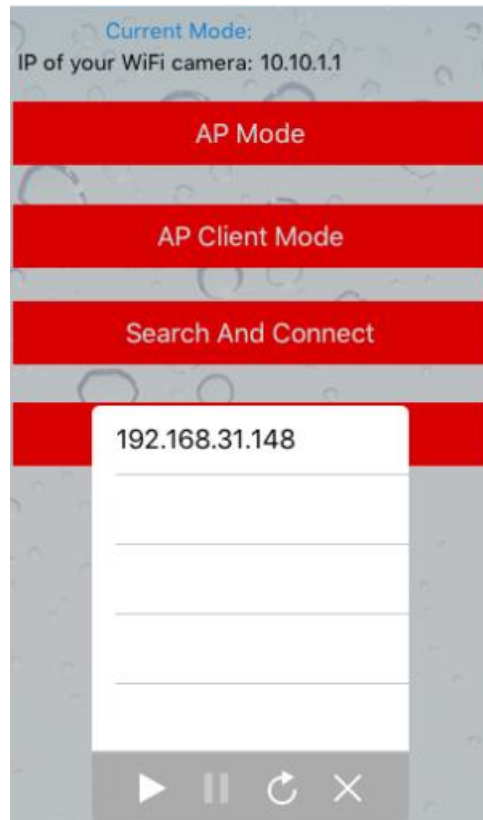 Current Mode:
IP of your WiFi camera: 10.10.1.1
AP Mode
AP Client Mode
Search And Connect
192.168.31.148